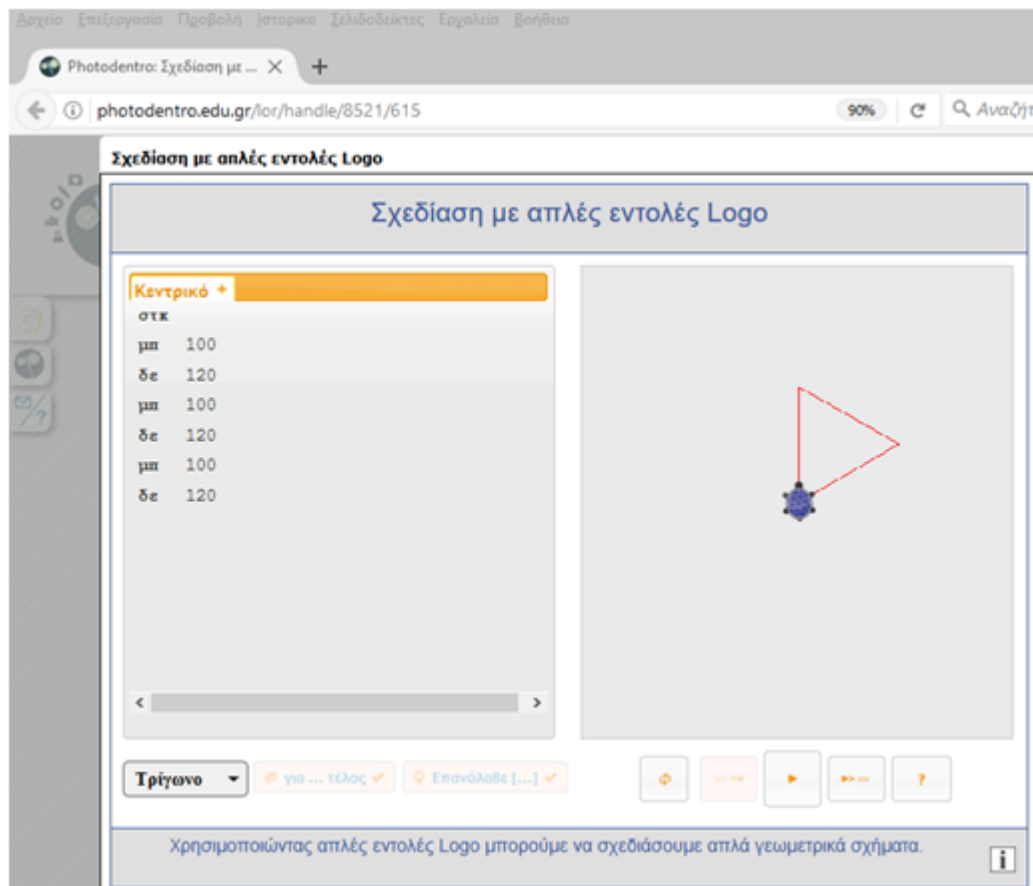 Αρχείο Επεξεργασία Προβολή Ιστορικο Σελιδοδείκτες Εργαλεία Βοήθεια
Photodentro: Σχεδίαση με ...
photodentro.edu.gr/lor/handle/8521/615 90% Αναζήτ
Σχεδίαση με απλές εντολές Logo
Σχεδίαση με απλές εντολές Logo
Κεντρικό +
στκ
μπ 100
δε 120
μπ 100
δε 120
μπ 100
δε 120
Τρίγωνο για ... τέλος Επανάλαβε [...] ?
Χρησιμοποιώντας απλές εντολές Logo μπορούμε να σχεδιάσουμε απλά γεωμετρικά σχήματα. i